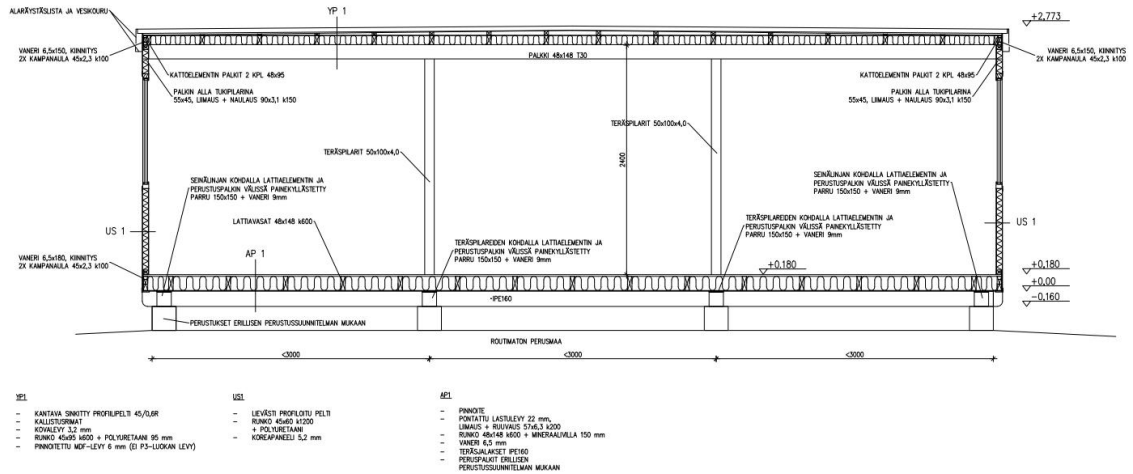 ALARÄYSTÄSLISTA JA VESIKOURU
YP 1
+2,773
VANERI 6,5x150, KIINNITYS
2X KAMPANAULA 45x2,3 k100
PALKKI 48x148 T30
VANERI 6,5x150, KIINNITYS
2X KAMPANAULA 45x2,3 k100
KATTOELEMENTIN PALKIT 2 KPL 48x95
KATTOELEMENTIN PALKIT 2 KPL 48x95
PALKIN ALLA TUKIPILARINA
55x45, LIIMAUS + NAULAUS 90x3,1 k150
PALKIN ALLA TUKIPILARINA
55x45, LIIMAUS + NAULAUS 90x3,1 k150
TERÄSPILARIT 50x100x4,0
TERÄSPILARIT 50x100x4,0
2400
SEINÄLINJAN KOHDALLA LATTIAELEMENTIN JA
PERUSTUSPALKIN VÄLISSÄ PAINEKYLLÄSTETTY
PARRU 150x150 + VANERI 9mm
SEINÄLINJAN KOHDALLA LATTIAELEMENTIN JA
PERUSTUSPALKIN VÄLISSÄ PAINEKYLLÄSTETTY
PARRU 150x150 + VANERI 9mm
LATTIAVASAT 48x148 k600
US 1
US 1
TERÄSPILAREIDEN KOHDALLA LATTIAELEMENTIN JA
PERUSTUSPALKIN VÄLISSÄ PAINEKYLLÄSTETTY
PARRU 150x150 + VANERI 9mm
TERÄSPILAREIDEN KOHDALLA LATTIAELEMENTIN JA
PERUSTUSPALKIN VÄLISSÄ PAINEKYLLÄSTETTY
PARRU 150x150 + VANERI 9mm
AP 1
VANERI 6,5x180, KIINNITYS
2X KAMPANAULA 45x2,3 k100
+0.180
+0.180
+0.00
-0.160
-IPE160
PERUSTUKSET ERILLISEN PERUSTUSSUUNNITELMAN MUKAAN
ROUTIMATON PERUSMAA
<3000
<3000
<3000
YP1
- KANTAVA SINKITTY PROFIILIPELTI 45/0,6R
- KALLISTUSRIMAT
- KOVALEVY 3,2 mm
- RUNKO 45x95 k600 + POLYURETAANI 95 mm
- PINNOITETTU MDF-LEVY 6 mm (EI P3-LUOKAN LEVY)
US1
- LIEVÄSTI PROFILOITU PELTI
- RUNKO 45x60 k1200
+ POLYURETAANI
- KOREAPANEELI 5,2 mm
AP1
- PINNOITE
- PONTATTU LASTULEVY 22 mm,
LIIMAUS + RUUVAUS 57x6,3 k200
- RUNKO 48x148 k600 + MINERAALIVILLA 150 mm
- VANERI 6,5 mm
- TERÄSJALAKSET IPE160
- PERUSPALKIT ERILLISEN
PERUSTUSSUUNNITELMAN MUKAAN